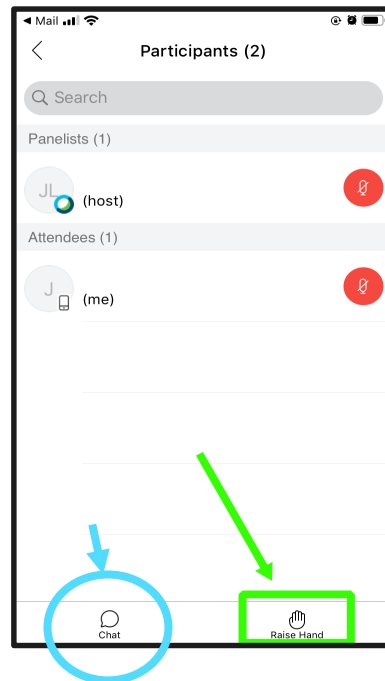 Mail
Participants (2)
Search
Panelists (1)
JL
(host)
Attendees (1)
J
(me)
Chat
Raise Hand